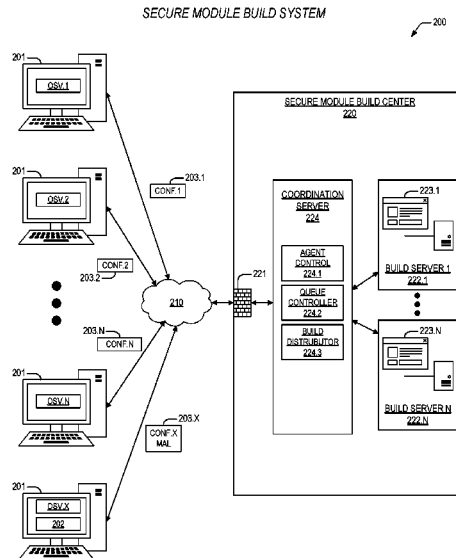 SECURE MODULE BUILD SYSTEM
200
201
OSV.1
203.1
CONF.1
201
OSV.2
CONF.2
203.2
203.N
CONF.N
201
OSV.N
203.X
CONF.X
MAL
201
OSV.X
202
210
221
SECURE MODULE BUILD CENTER
220
COORDINATION
SERVER
224
AGENT
CONTROL
224.1
QUEUE
CONTROLLER
224.2
BUILD
DISTRUBUTOR
224.3
223.1
BUILD SERVER 1
222.1
223.N
BUILD SERVER N
222.N